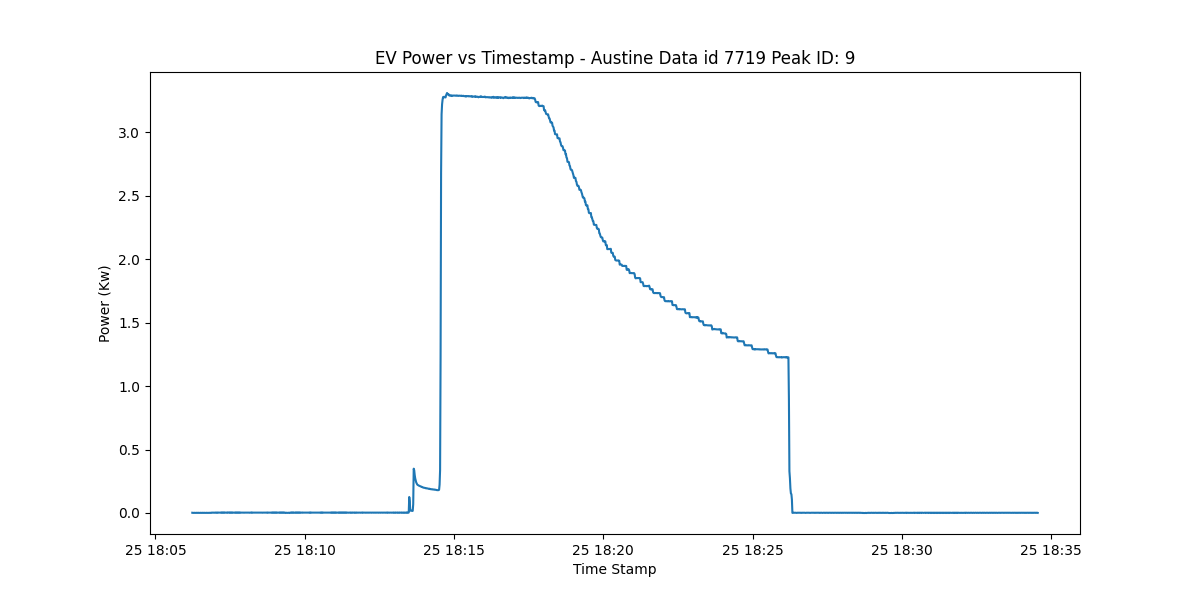 EV Power vs Timestamp - Austine Data id 7719 Peak ID: 9
Power (Kw)
3.0
2.5
2.0
1.5
1.0
0.5
0.0
25 18:05 25 18:10 25 18:15 25 18:20 25 18:25 25 18:30 25 18:35
Time Stamp